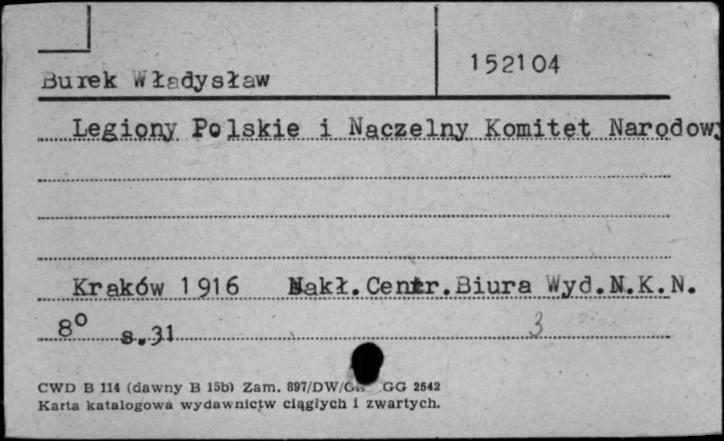 152104
Burek Władysław
Legiony Polskie i Naczelny Komitet Narodowy
Kraków 1916 Nakł.Centr.Biura Wyd.N.K.N.
8° s.31 3
CWD B 114 (dawny B 15b) Zam. 897/DW/ GG 2542
Karta katalogowa wydawnictw ciągłych i zwartych.